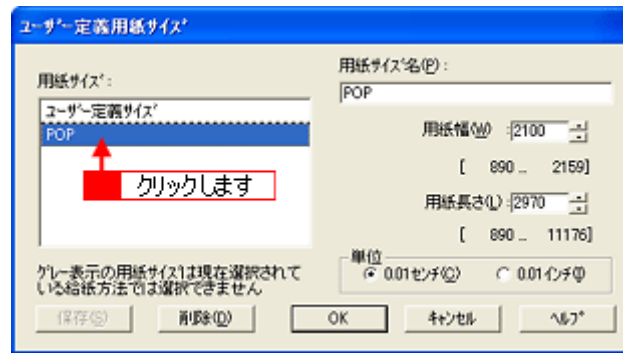 ユーザー定義用紙サイズ
用紙サイズ:
ユーザー定義サイズ
POP
クリックします
グレー表示の用紙サイズは現在選択されて
いる給紙方法では選択できません
用紙サイズ名(P):
POP
用紙幅(W) :2100
[ 890 .. 2159]
用紙長さ(L):2970
[ 890 .. 11176]
単位
0.01センチ(C) 0.01インチ(I)
保存(S) 削除(D) OK キャンセル ヘルプ